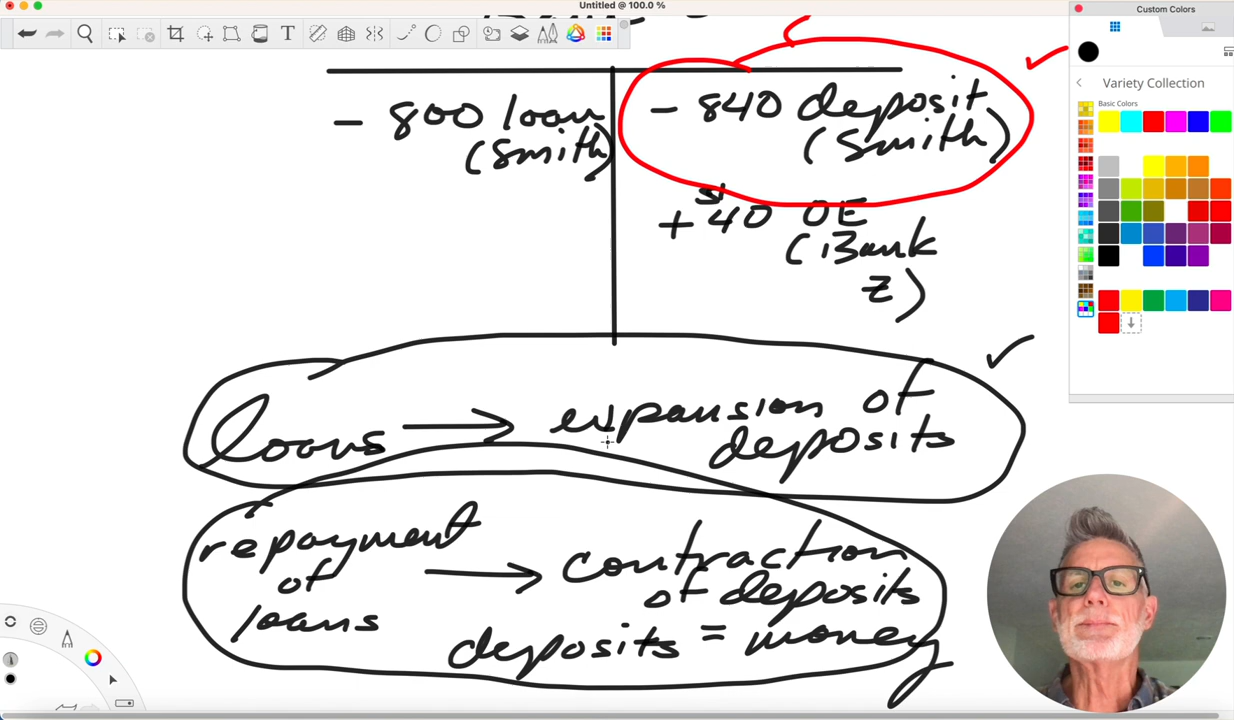 Untitled @ 100.0 %
Custom Colors
Variety Collection
Basic Colors
- 800 loan
(Smith)
- 840 deposit
(Smith)
+ $40 OE
(Bank
Z)
loans → expansion of
deposits
repayment
of
loans
→ contraction
of deposits
deposits = money